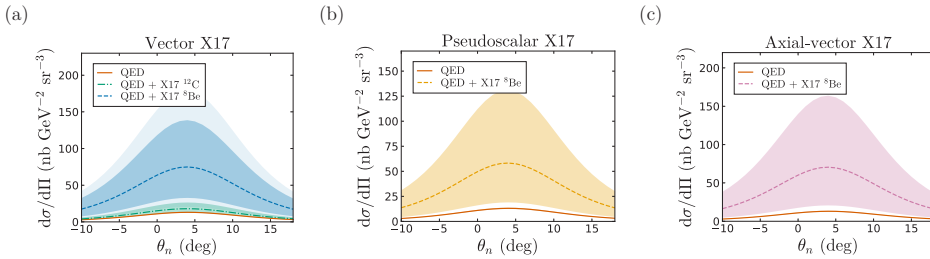 (a)
Vector X17
dσ/dΠ (nb GeV⁻² sr⁻³)
200
150
100
50
0
QED
QED + X17 ¹²C
QED + X17 ⁸Be
−10 −5 0 5 10 15
θₙ (deg)
(b)
Pseudoscalar X17
dσ/dΠ (nb GeV⁻² sr⁻³)
150
125
100
75
50
25
0
QED
QED + X17 ⁸Be
−10 −5 0 5 10 15
θₙ (deg)
(c)
Axial-vector X17
dσ/dΠ (nb GeV⁻² sr⁻³)
200
150
100
50
0
QED
QED + X17 ⁸Be
−10 −5 0 5 10 15
θₙ (deg)